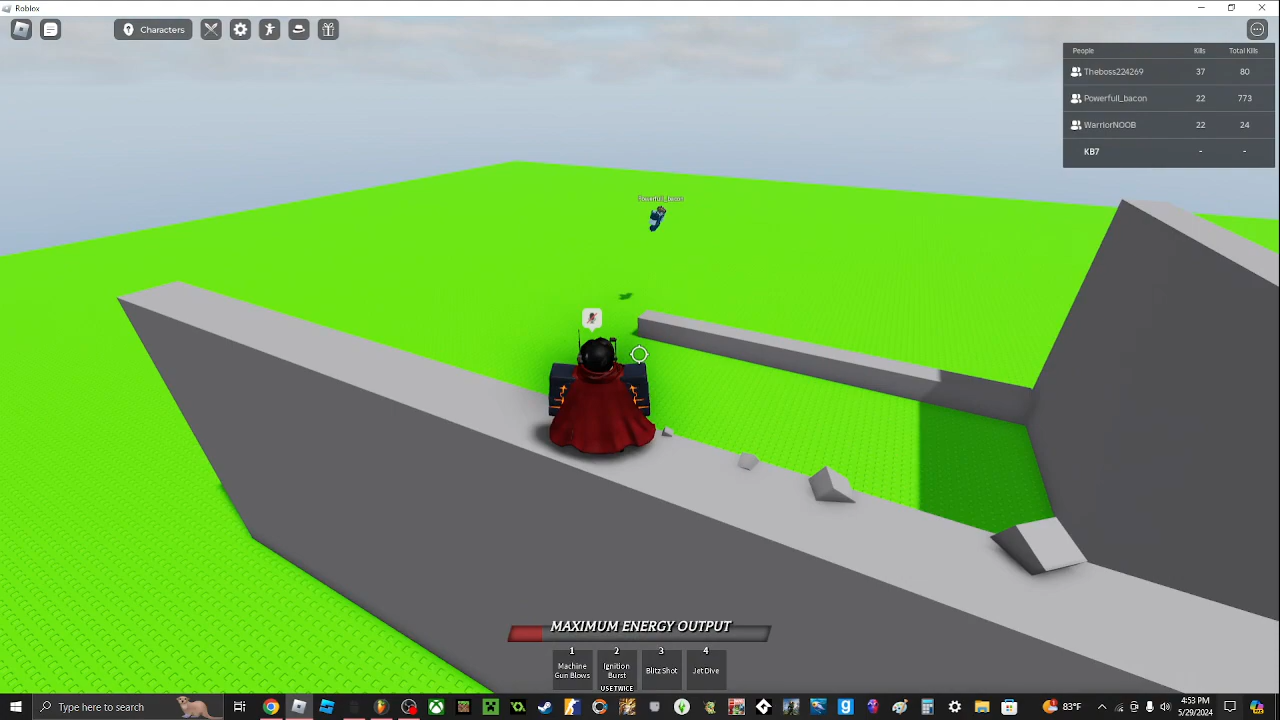 Roblox
Characters
People Kills Total Kills
Theboss224269 37 80
Powerfull_bacon 22 773
WarriorNOOB 22 24
KB7 - -
Powerfull_bacon
MAXIMUM ENERGY OUTPUT
1 2 3 4
Machine Gun Blows
Ignition Burst
Blitz Shot
Jet Dive
USE TWICE
Type here to search
83°F
4:53 PM
5/29/2024